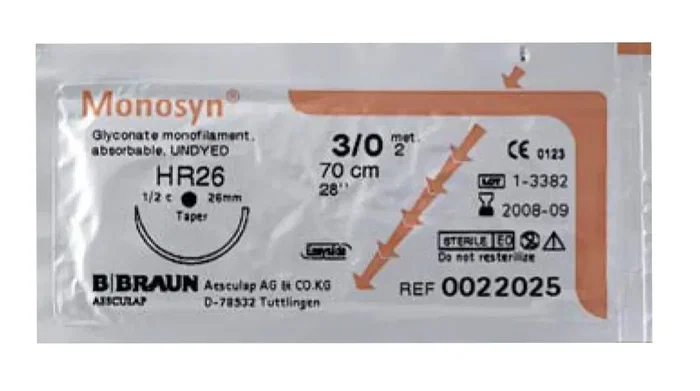 Monosyn®
Glyconate monofilament,
absorbable, UNDYED
HR26
1/2 c 26mm
Taper
3/0 met. 2
70 cm
28''
EasySlide
CE 0123
LOT 1-3382
2008-09
STERILE EO
Do not resterilize
B|BRAUN
AESCULAP
Aesculap AG & CO.KG
D-78532 Tuttlingen
REF 0022025